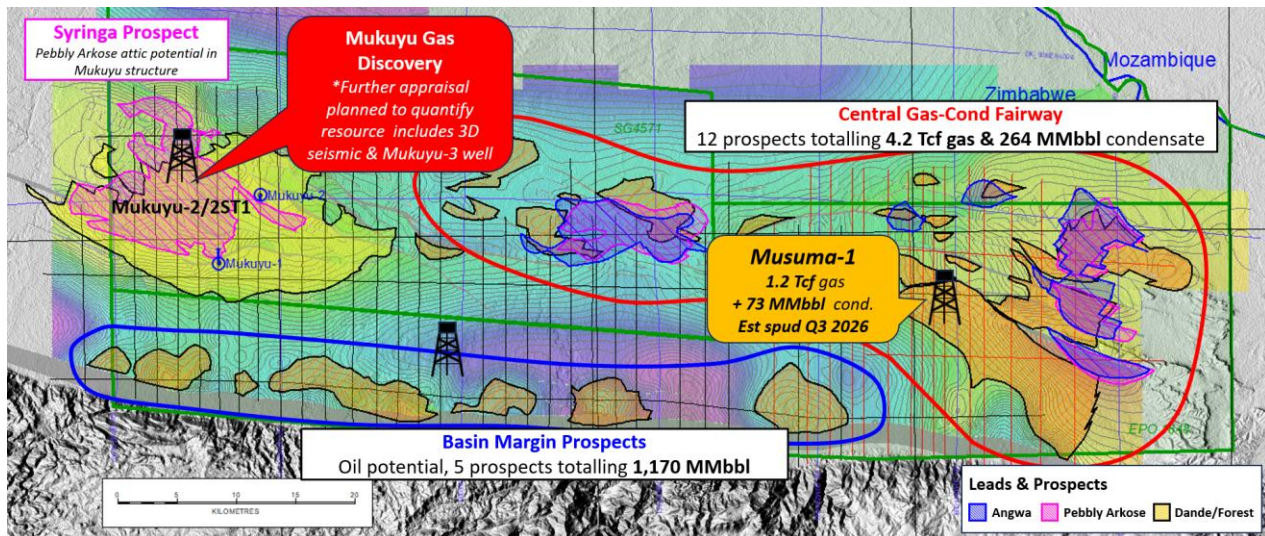 Syringa Prospect
Pebbly Arkose attic potential in
Mukuyu structure
Mukuyu Gas
Discovery
*Further appraisal
planned to quantify
resource includes 3D
seismic & Mukuyu-3 well
Mozambique
Zimbabwe
SG4571
Central Gas-Cond Fairway
12 prospects totalling 4.2 Tcf gas & 264 MMbbl condensate
Mukuyu-2
Mukuyu-2/2ST1
Mukuyu-1
Musuma-1
1.2 Tcf gas
+ 73 MMbbl cond.
Est spud Q3 2026
Basin Margin Prospects
Oil potential, 5 prospects totalling 1,170 MMbbl
EPO
0 5 10 15 20
KILOMETRES
Leads & Prospects
Angwa
Pebbly Arkose
Dande/Forest